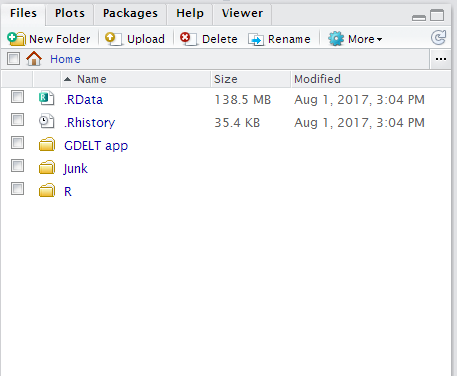 Files Plots Packages Help Viewer
New Folder Upload Delete Rename More
Home ...
Name Size Modified
.RData 138.5 MB Aug 1, 2017, 3:04 PM
.Rhistory 35.4 KB Aug 1, 2017, 3:04 PM
GDELT app
Junk
R